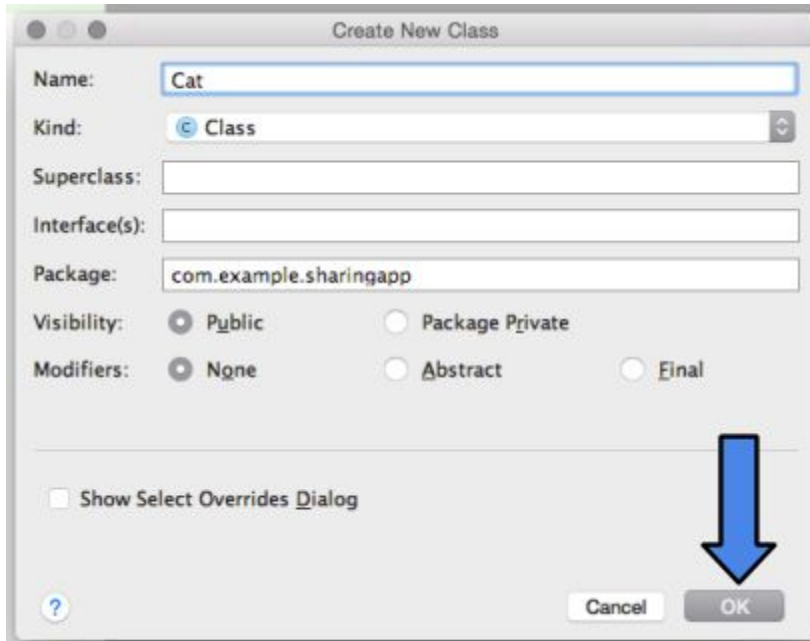 Create New Class
Name: Cat
Kind: C Class
Superclass:
Interface(s):
Package: com.example.sharingapp
Visibility: Public Package Private
Modifiers: None Abstract Final
Show Select Overrides Dialog
? Cancel OK